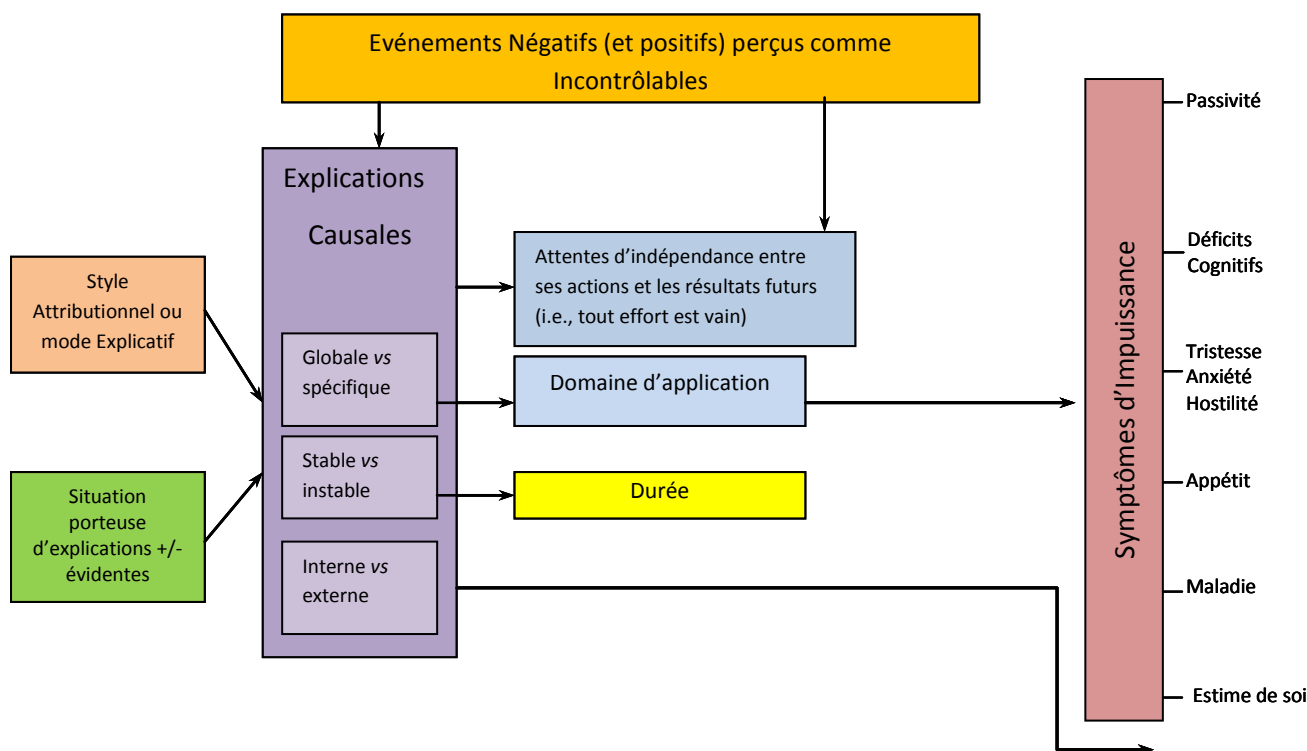 Evénements Négatifs (et positifs) perçus comme
Incontrôlables
Explications
Causales
Style
Attributionnel ou
mode Explicatif
Situation
porteuse
d’explications +/-
évidentes
Globale vs
spécifique
Stable vs
instable
Interne vs
externe
Attentes d’indépendance entre
ses actions et les résultats futurs
(i.e., tout effort est vain)
Domaine d’application
Durée
Symptômes d’Impuissance
Passivité
Déficits
Cognitifs
Tristesse
Anxiété
Hostilité
Appétit
Maladie
Estime de soi